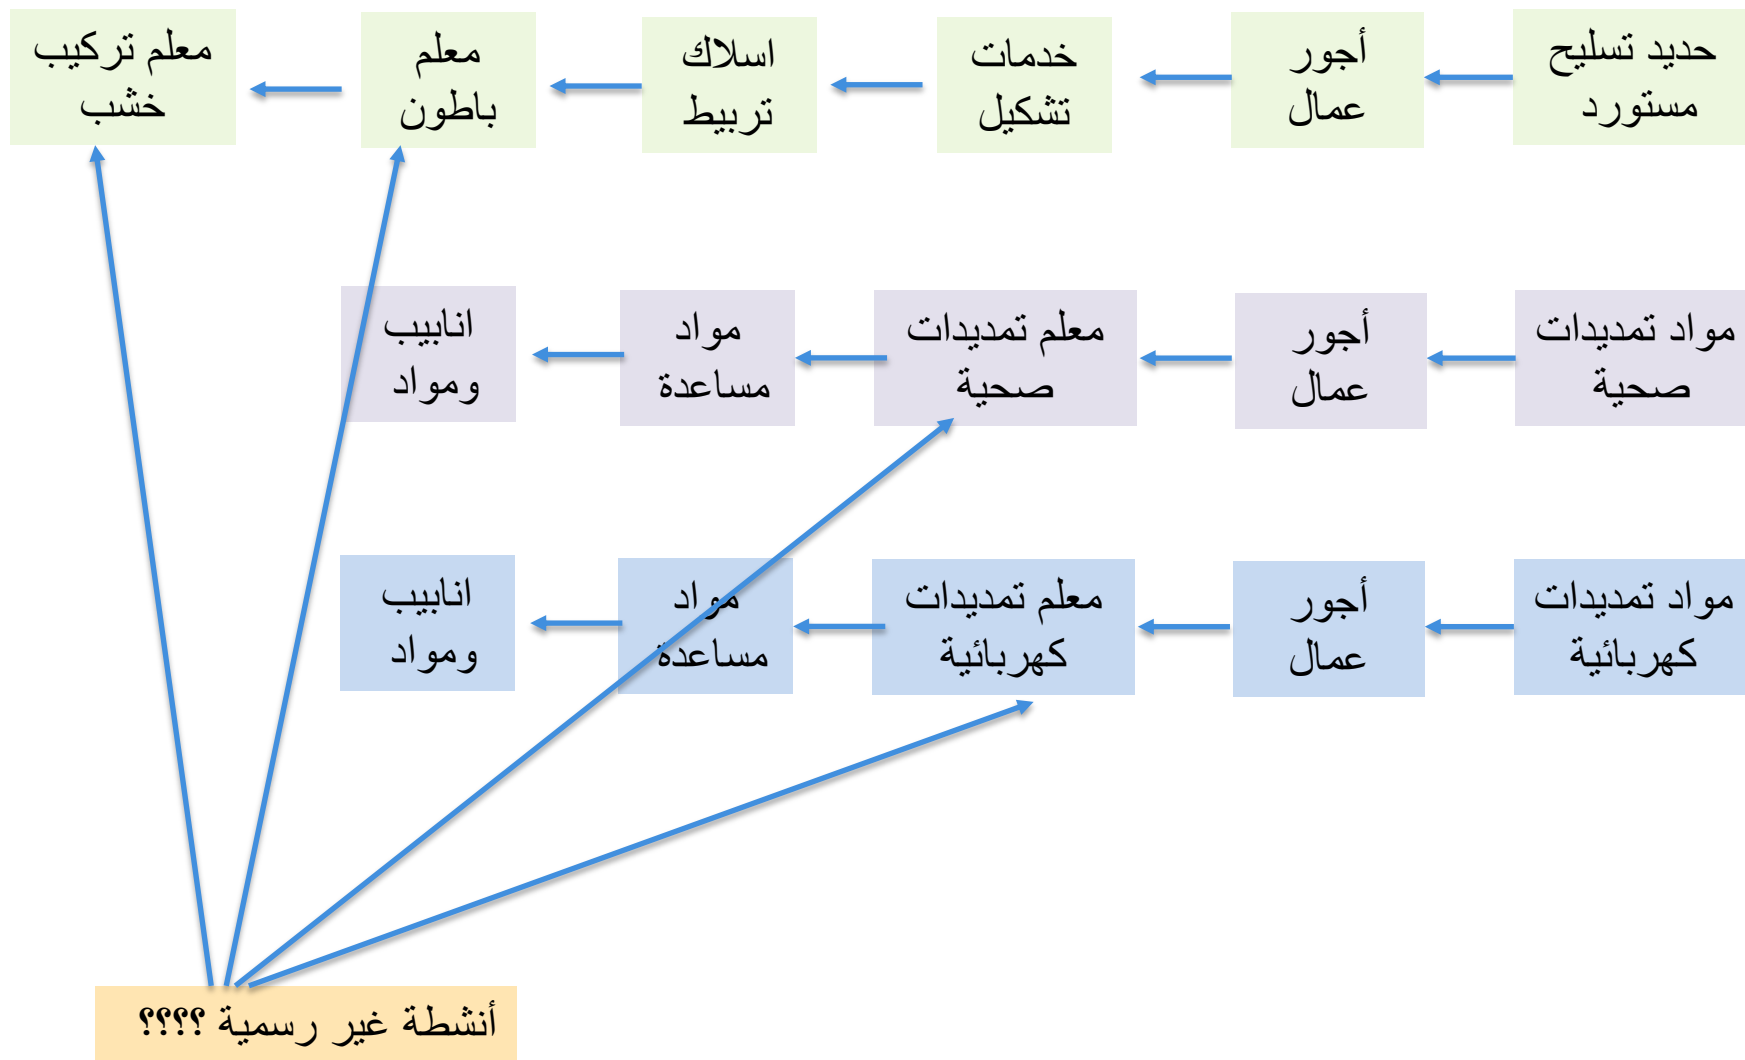 حديد تسليح
مستورد
أجور
عمال
خدمات
تشكيل
اسلاك
تربيط
معلم
باطون
معلم تركيب
خشب
مواد تمديدات
صحية
أجور
عمال
معلم تمديدات
صحية
مواد
مساعدة
انابيب
ومواد
مواد تمديدات
كهربائية
أجور
عمال
معلم تمديدات
كهربائية
مواد
مساعدة
انابيب
ومواد
أنشطة غير رسمية ؟؟؟؟